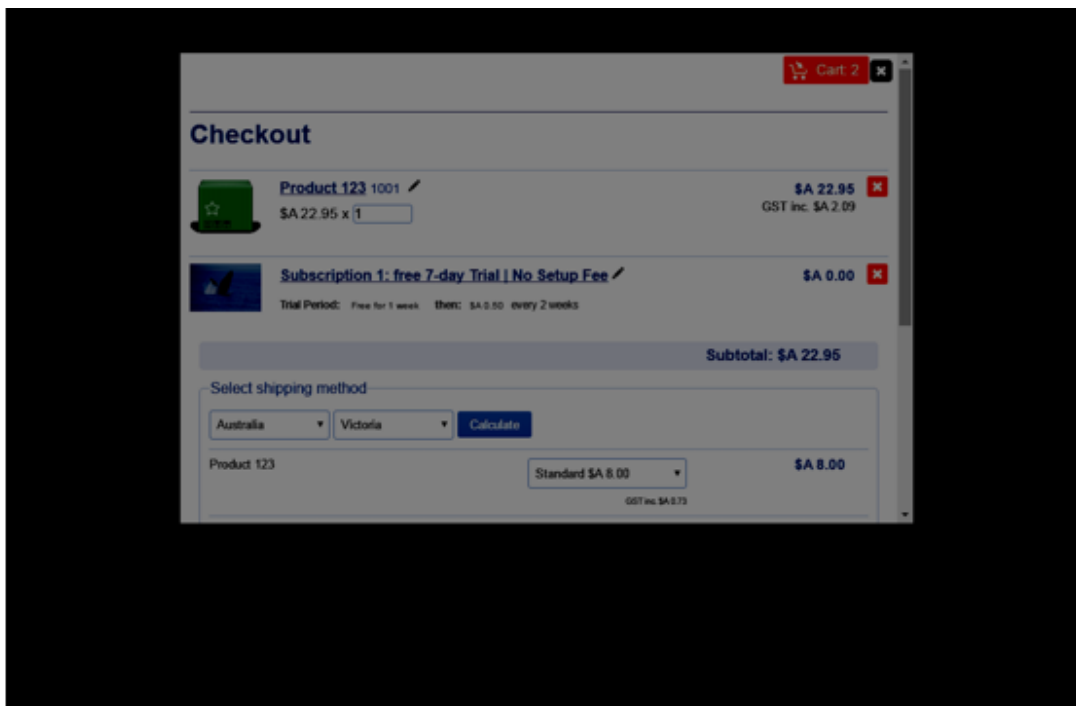 Cart: 2
Checkout
Product 123 1001
$A 22.95
$A 22.95 x 1
GST inc. $A 2.09
Subscription 1: free 7-day Trial | No Setup Fee
$A 0.00
Trial Period: Free for 1 week then: $A 0.50 every 2 weeks
Subtotal: $A 22.95
Select shipping method
Australia Victoria Calculate
Product 123
Standard $A 8.00
$A 8.00
GST inc. $A 0.73